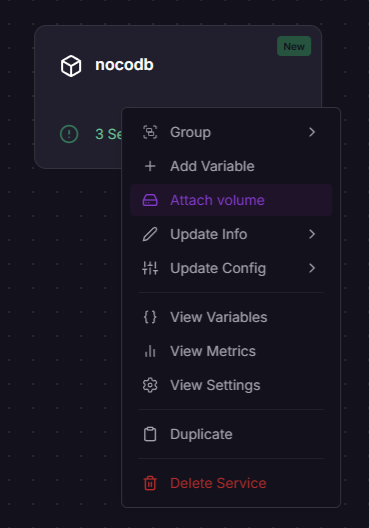 New
nocodb
3 Se
Group
Add Variable
Attach volume
Update Info
Update Config
View Variables
View Metrics
View Settings
Duplicate
Delete Service